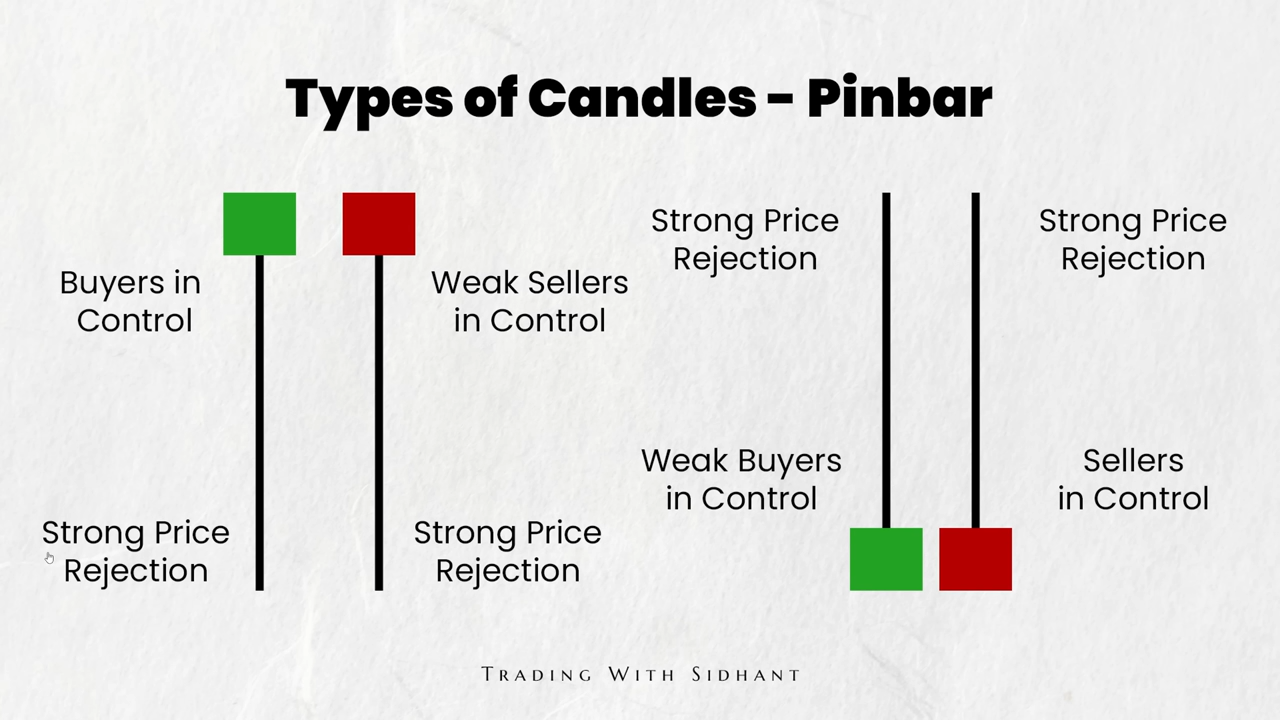 Types of Candles - Pinbar
Buyers in
Control
Strong Price
Rejection
Weak Sellers
in Control
Strong Price
Rejection
Strong Price
Rejection
Weak Buyers
in Control
Strong Price
Rejection
Sellers
in Control
Trading With Sidhant